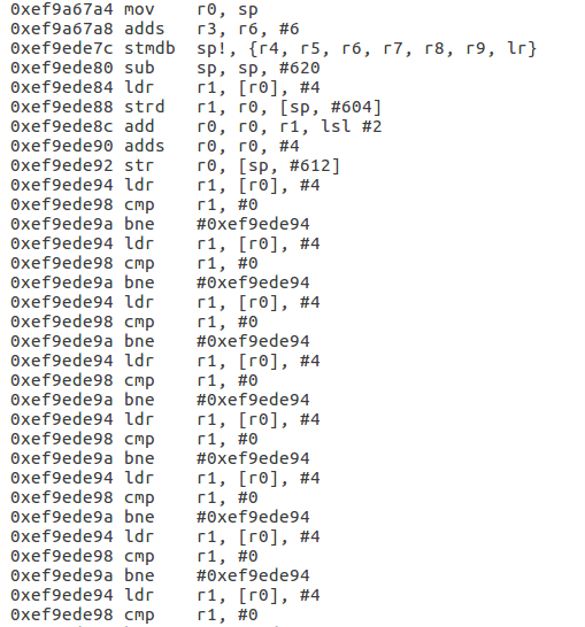 0xef9a67a4 mov r0, sp
0xef9a67a8 adds r3, r6, #6
0xef9ede7c stmdb sp!, {r4, r5, r6, r7, r8, r9, lr}
0xef9ede80 sub sp, sp, #620
0xef9ede84 ldr r1, [r0], #4
0xef9ede88 strd r1, r0, [sp, #604]
0xef9ede8c add r0, r0, r1, lsl #2
0xef9ede90 adds r0, r0, #4
0xef9ede92 str r0, [sp, #612]
0xef9ede94 ldr r1, [r0], #4
0xef9ede98 cmp r1, #0
0xef9ede9a bne #0xef9ede94
0xef9ede94 ldr r1, [r0], #4
0xef9ede98 cmp r1, #0
0xef9ede9a bne #0xef9ede94
0xef9ede94 ldr r1, [r0], #4
0xef9ede98 cmp r1, #0
0xef9ede9a bne #0xef9ede94
0xef9ede94 ldr r1, [r0], #4
0xef9ede98 cmp r1, #0
0xef9ede9a bne #0xef9ede94
0xef9ede94 ldr r1, [r0], #4
0xef9ede98 cmp r1, #0
0xef9ede9a bne #0xef9ede94
0xef9ede94 ldr r1, [r0], #4
0xef9ede98 cmp r1, #0
0xef9ede9a bne #0xef9ede94
0xef9ede94 ldr r1, [r0], #4
0xef9ede98 cmp r1, #0
0xef9ede9a bne #0xef9ede94
0xef9ede94 ldr r1, [r0], #4
0xef9ede98 cmp r1, #0